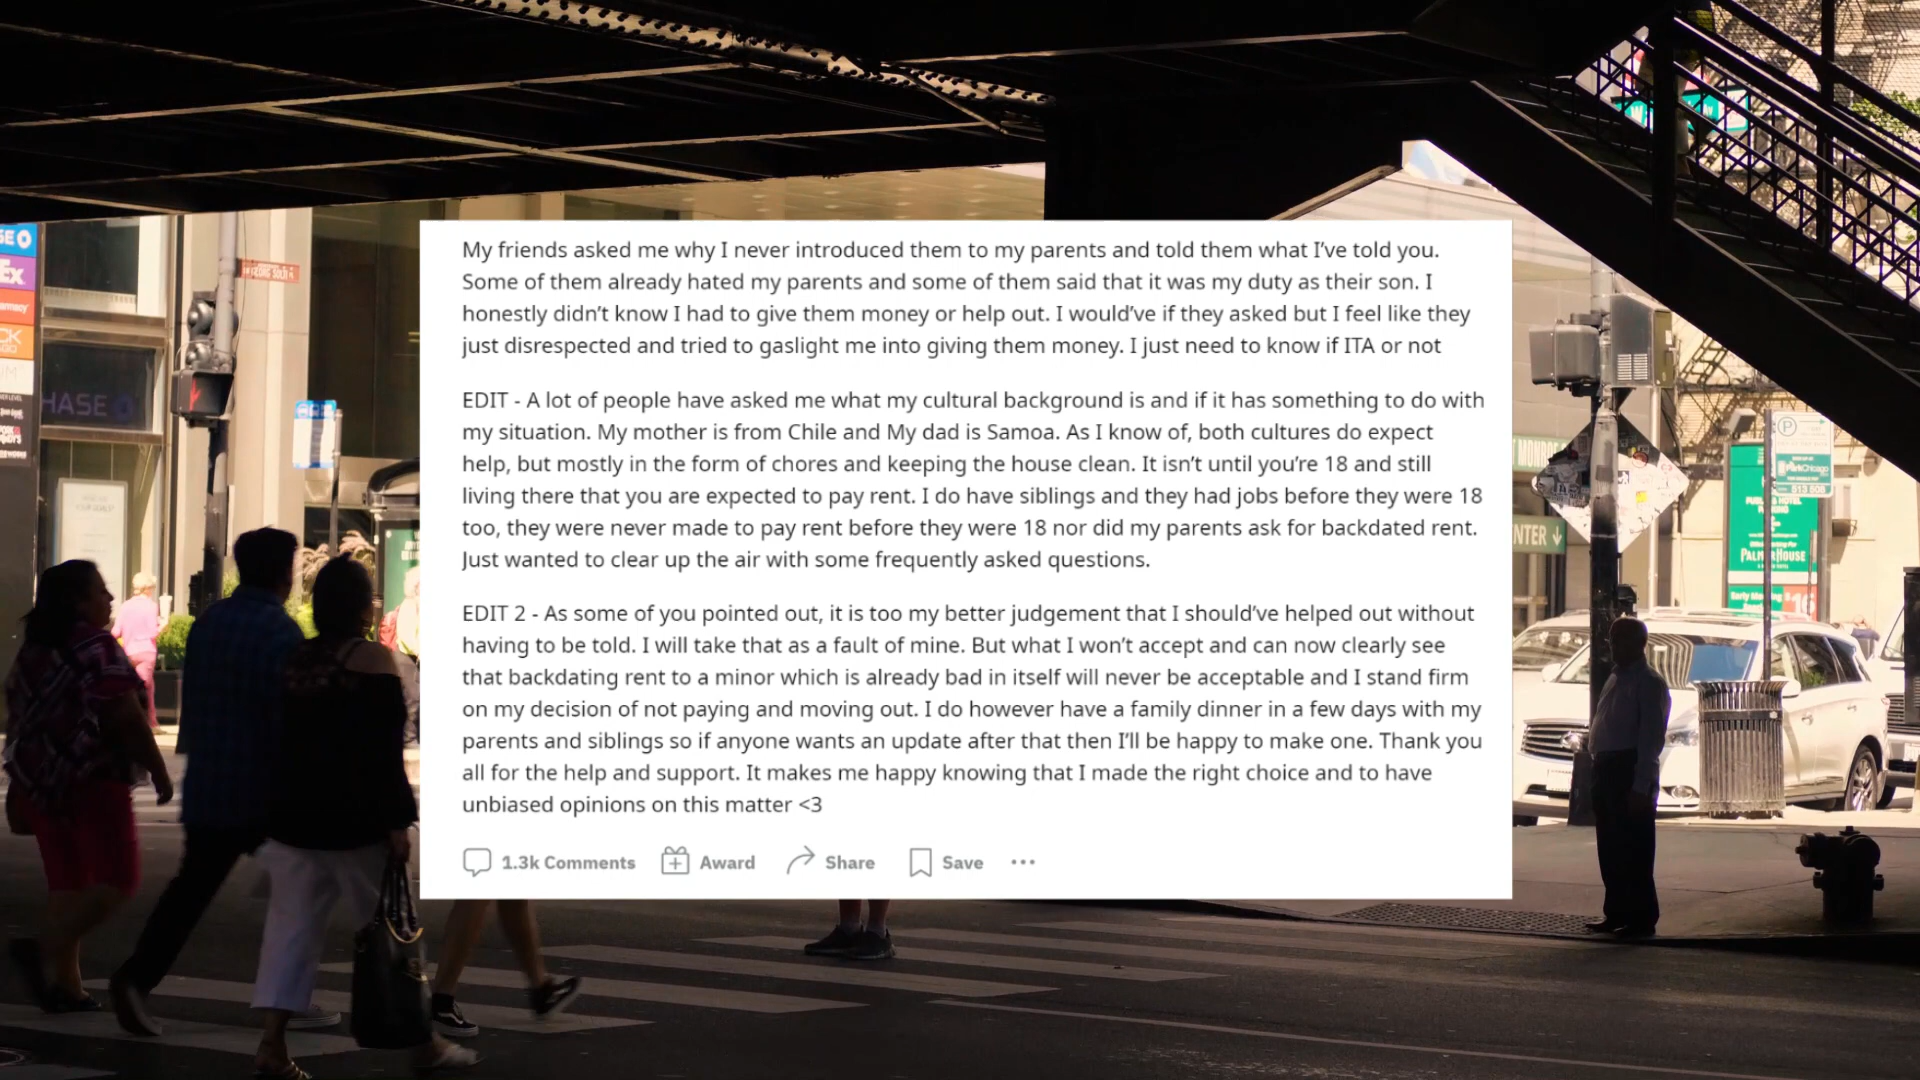 My friends asked me why I never introduced them to my parents and told them what I've told you.
Some of them already hated my parents and some of them said that it was my duty as their son. I
honestly didn't know I had to give them money or help out. I would've if they asked but I feel like they
just disrespected and tried to gaslight me into giving them money. I just need to know if ITA or not
EDIT - A lot of people have asked me what my cultural background is and if it has something to do with
my situation. My mother is from Chile and My dad is Samoa. As I know of, both cultures do expect
help, but mostly in the form of chores and keeping the house clean. It isn't until you're 18 and still
living there that you are expected to pay rent. I do have siblings and they had jobs before they were 18
too, they were never made to pay rent before they were 18 nor did my parents ask for backdated rent.
Just wanted to clear up the air with some frequently asked questions.
EDIT 2 - As some of you pointed out, it is too my better judgement that I should've helped out without
having to be told. I will take that as a fault of mine. But what I won't accept and can now clearly see
that backdating rent to a minor which is already bad in itself will never be acceptable and I stand firm
on my decision of not paying and moving out. I do however have a family dinner in a few days with my
parents and siblings so if anyone wants an update after that then I'll be happy to make one. Thank you
all for the help and support. It makes me happy knowing that I made the right choice and to have
unbiased opinions on this matter <3
1.3k Comments Award Share Save
HASE
MONROE
ENTER
P
ParkChicago
PALMER HOUSE